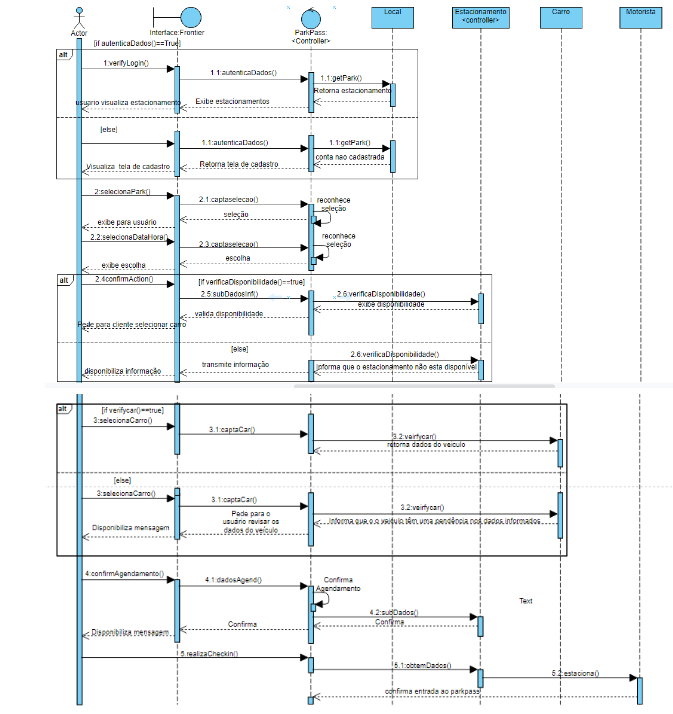 Actor
Interface:Frontier
ParkPass:
<Controller>
Local
Estacionamento
<controller>
Carro
Motorista
alt
[if autenticaDados()==True]
1:verifyLogin()
1.1:autenticaDados()
1.1:getPark()
Retorna estacionamento
Exibe estacionamentos
usuario visualiza estacionamento
[else]
1.1:autenticaDados()
1.1:getPark()
conta nao cadastrada
Retorna tela de cadastro
Visualiza tela de cadastro
2:selecionaPark()
2.1:captaselecao()
reconhece
seleção
seleção
exibe para usuário
2.2:selecionaDataHora()
2.3:captaselecao()
reconhece
seleção
escolha
exibe escolha
alt
2.4confirmAction()
[if verificaDisponibilidade()==true]
2.5:subDadosInf()
2.6:verificaDisponibilidade()
exibe disponibilidade
valida disponibilidade
Pede para cliente selecionar carro
[else]
2.6:verificaDisponibilidade()
transmite informação
Informa que o estacionamento não esta disponivel
disponibiliza informação
alt
[if verifycar()==true]
3:selecionaCarro()
3.1:captaCar()
3.2:veirfycar()
retorna dados do veiculo
[else]
3:selecionaCarro()
3.1:captaCar()
3.2:veirfycar()
Pede para o
usuário revisar os
dados do veículo
Informa que o o veiculo têm uma pendência nos dados informados
Disponibiliza mensagem
4:confirmAgendamento()
4.1:dadosAgend()
Confirma
Agendamento
Text
4.2:subDados()
Confirma
Confirma
Disponibiliza mensagem
5.realizaCheckin()
5.1:obtemDados()
5.2:estaciona()
confirma entrada ao parkpass